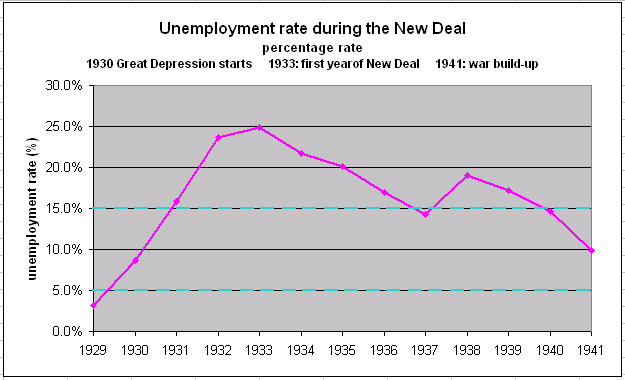 Unemployment rate during the New Deal
percentage rate
1930 Great Depression starts 1933: first yearof New Deal 1941: war build-up
30.0%
25.0%
20.0%
15.0%
10.0%
5.0%
0.0%
unemployment rate (%)
1929 1930 1931 1932 1933 1934 1935 1936 1937 1938 1939 1940 1941